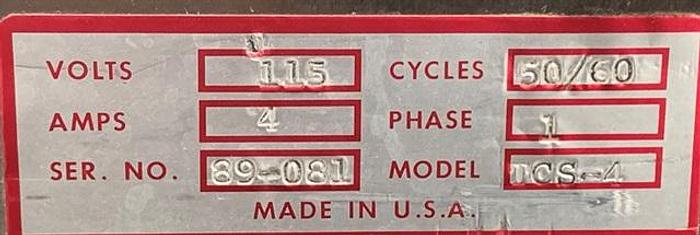 VOLTS 115 CYCLES 50/60
AMPS 4 PHASE 1
SER. NO. 89-081 MODEL TCS-4
MADE IN U.S.A.